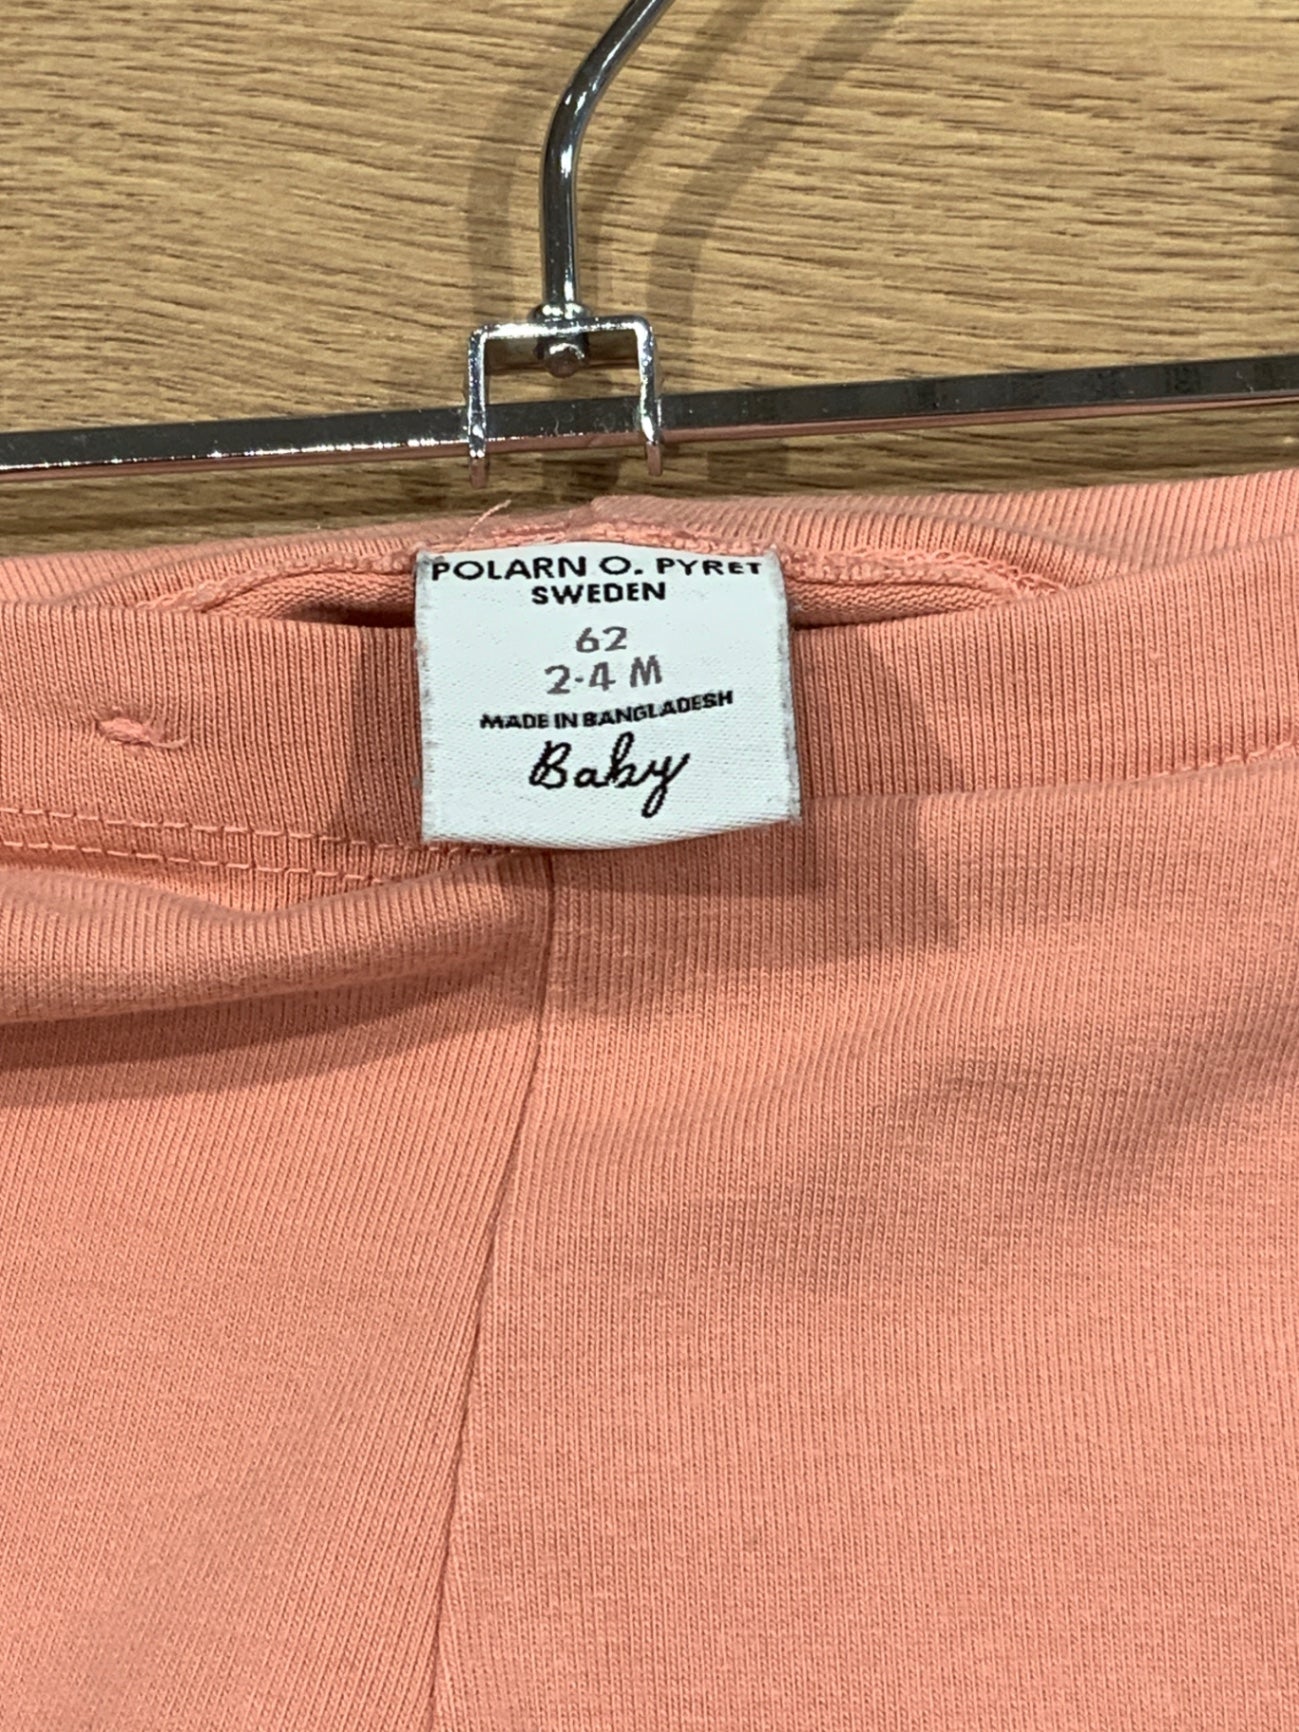 POLARN O. PYRET
SWEDEN
62
2-4 M
MADE IN BANGLADESH
Baby